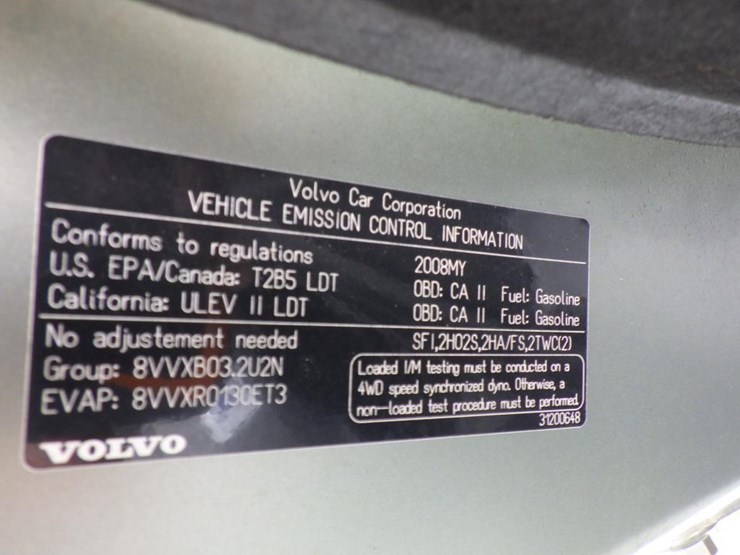 Volvo Car Corporation
VEHICLE EMISSION CONTROL INFORMATION
Conforms to regulations 2008MY
U.S. EPA/Canada: T2B5 LDT OBD: CA II Fuel: Gasoline
California: ULEV II LDT OBD: CA II Fuel: Gasoline
No adjustement needed SFI,2HO2S,2HA/FS,2TWC(2)
Group: 8VVXB03.2U2N
EVAP: 8VVXR0130ET3
Loaded I/M testing must be conducted on a
4WD speed synchronized dyno. Otherwise, a
non-loaded test procedure must be performed.
31200648
VOLVO